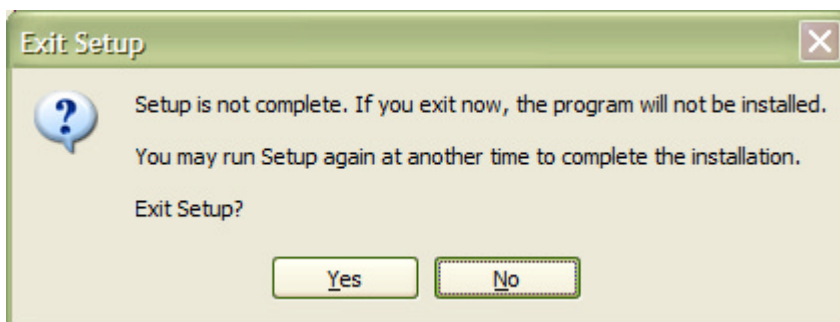 Exit Setup
Setup is not complete. If you exit now, the program will not be installed.
You may run Setup again at another time to complete the installation.
Exit Setup?
Yes
No